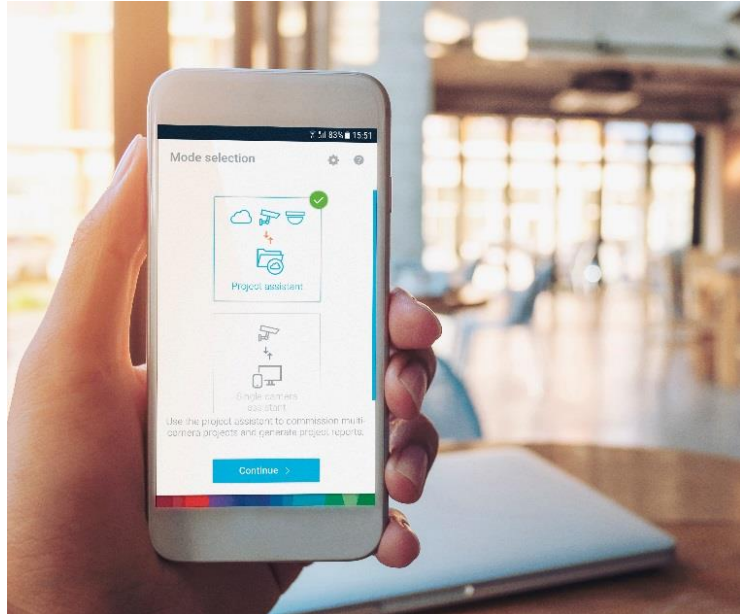 83% 15:51
Mode selection
Project assistant
Single camera
assistant
Use the project assistant to commission multi-
camera projects and generate project reports.
Continue >